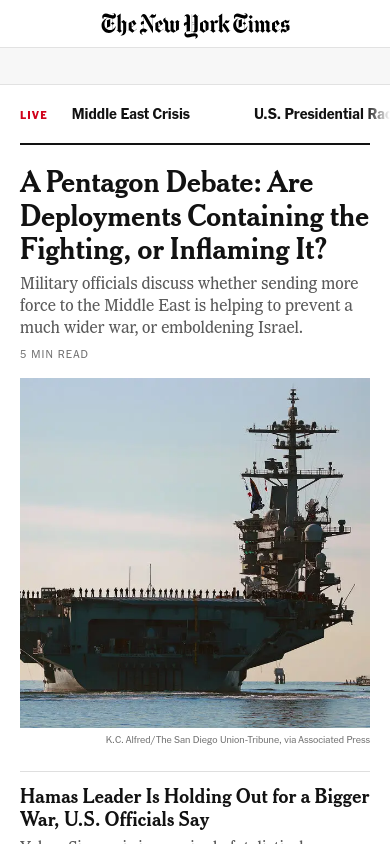 The New York Times
LIVE Middle East Crisis U.S. Presidential
A Pentagon Debate: Are
Deployments Containing the
Fighting, or Inflaming It?
Military officials discuss whether sending more
force to the Middle East is helping to prevent a
much wider war, or emboldening Israel.
5 MIN READ
K.C. Alfred/The San Diego Union-Tribune, via Associated Press
Hamas Leader Is Holding Out for a Bigger
War, U.S. Officials Say